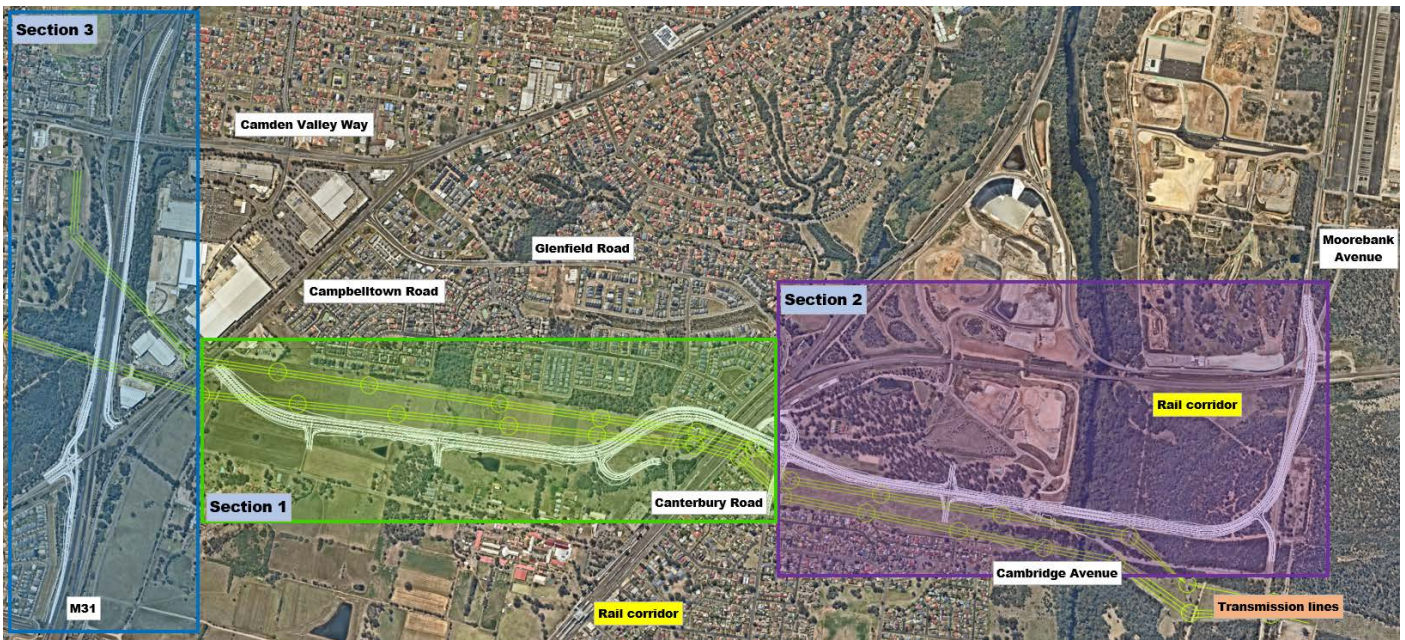 Section 3
Camden Valley Way
Glenfield Road
Moorebank
Avenue
Campbelltown Road
Section 2
Rail corridor
Section 1
Canterbury Road
Cambridge Avenue
M31
Rail corridor
Transmission lines